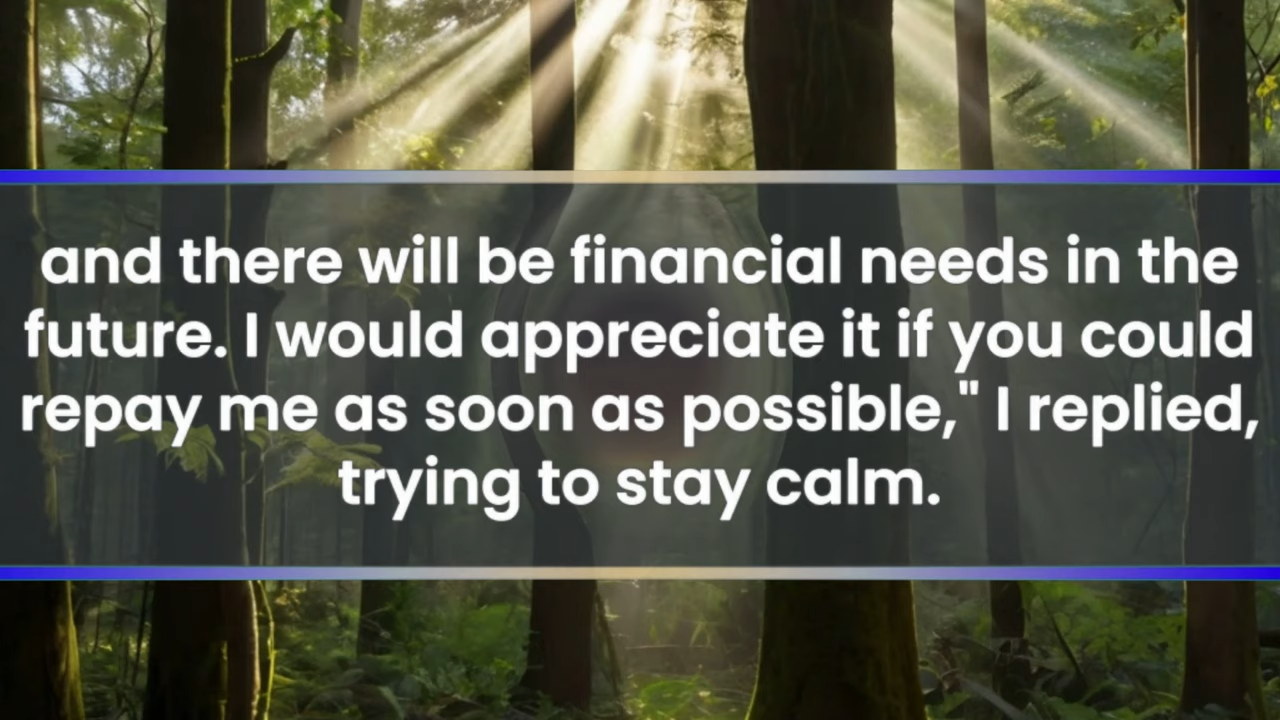 and there will be financial needs in the
future. I would appreciate it if you could
repay me as soon as possible," I replied,
trying to stay calm.